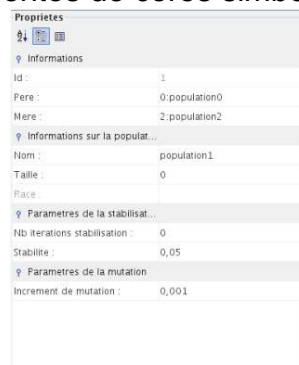 Proprietes
Informations
Id : 1
Pere : 0:population0
Mere : 2:population2
Informations sur la populat...
Nom : population1
Taille : 0
Race :
Parametres de la stabilisat...
Nb iterations stabilisation : 0
Stabilite : 0,05
Parametres de la mutation
Increment de mutation : 0,001